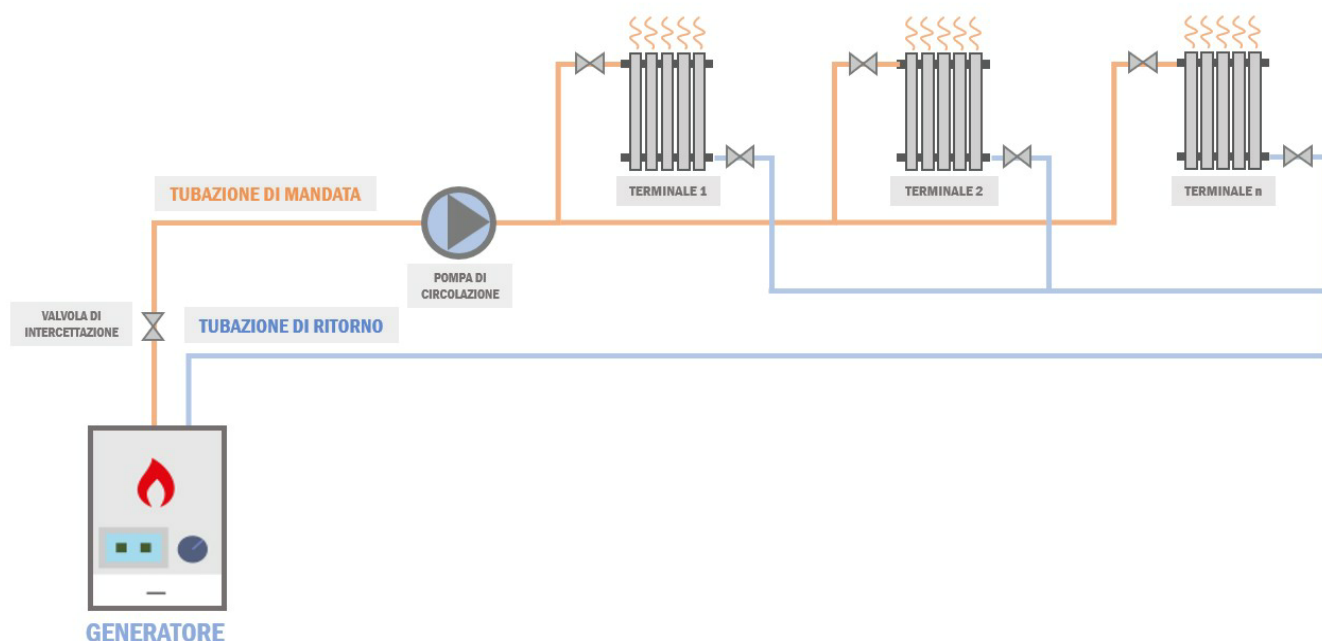 TUBAZIONE DI MANDATA
TERMINALE 1
TERMINALE 2
TERMINALE n
POMPA DI
CIRCOLAZIONE
VALVOLA DI
INTERCETTAZIONE
TUBAZIONE DI RITORNO
GENERATORE